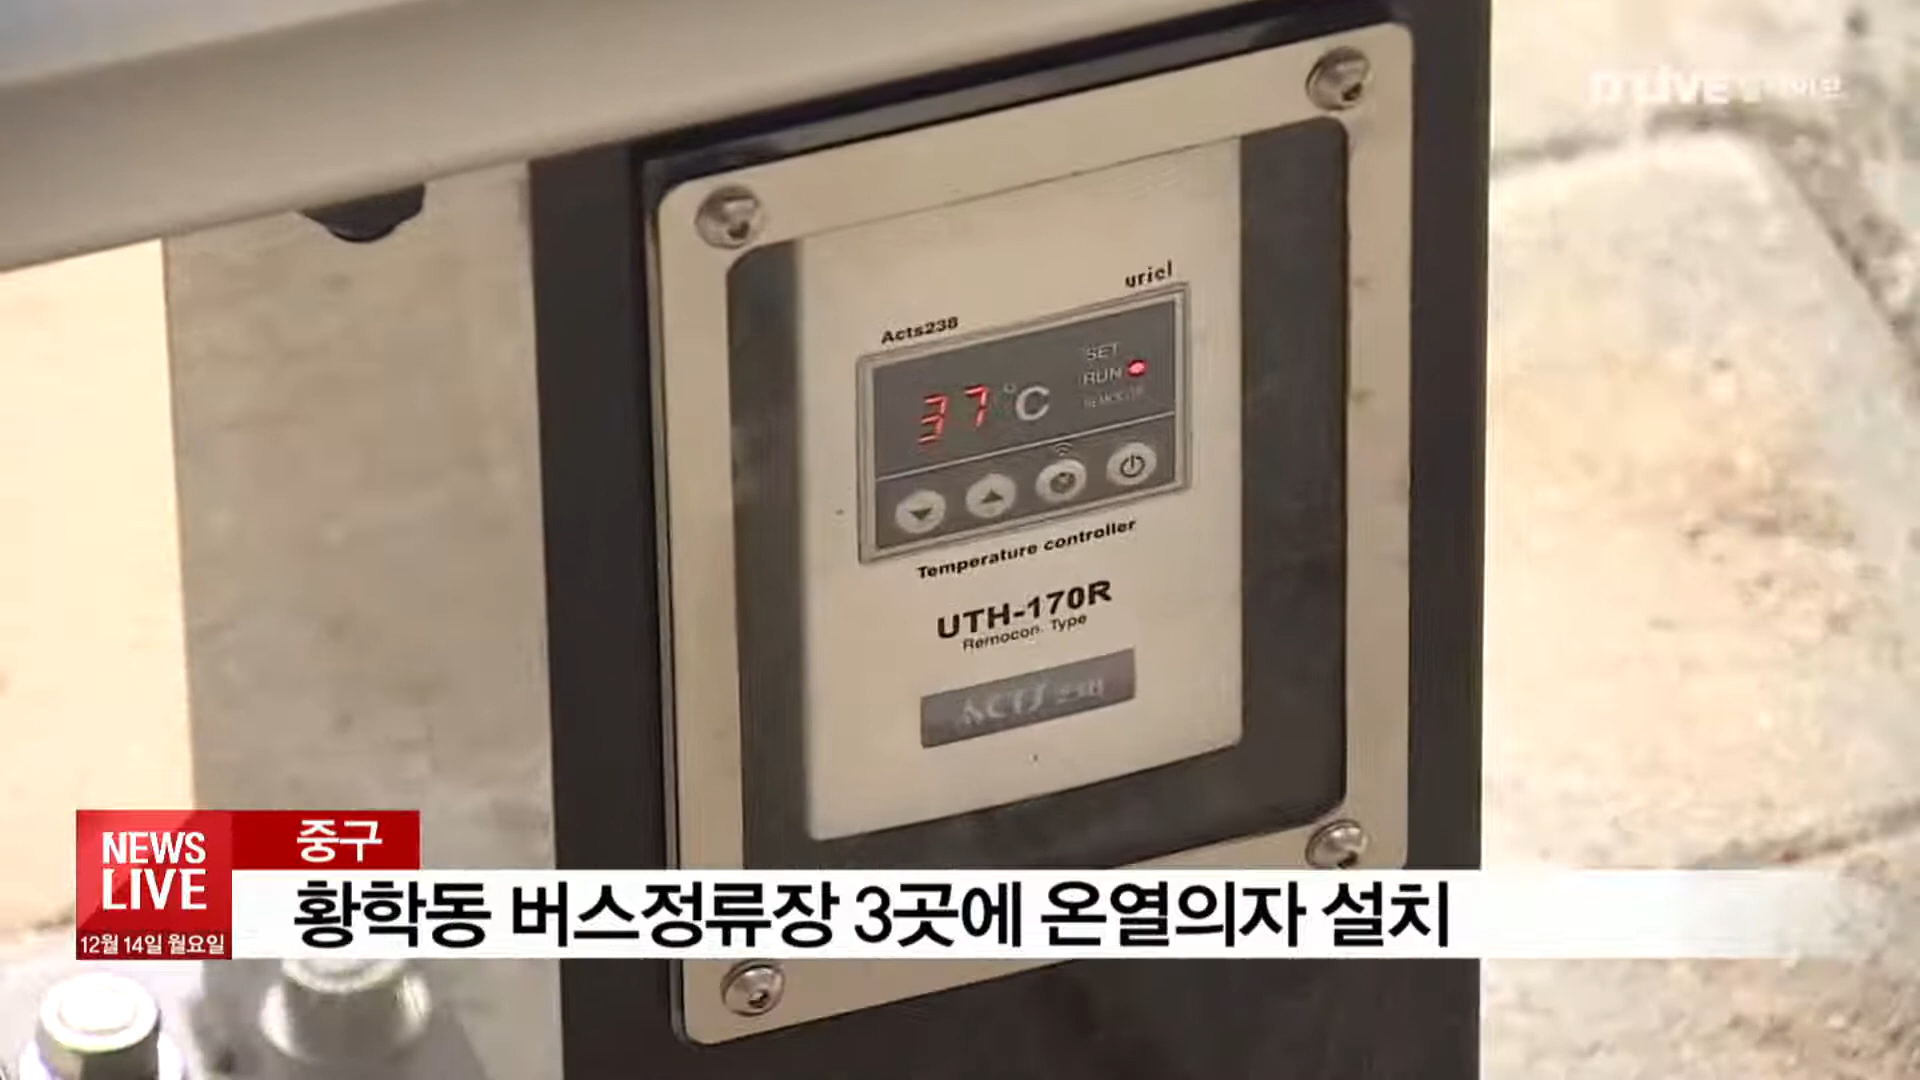 uriel
Acts238
SET
37 °C
RUN
Temperature controller
UTH-170R
Remocon. Type
ACTS 238
중구
NEWS
LIVE
황학동 버스정류장 3곳에 온열의자 설치
12월 14일 월요일